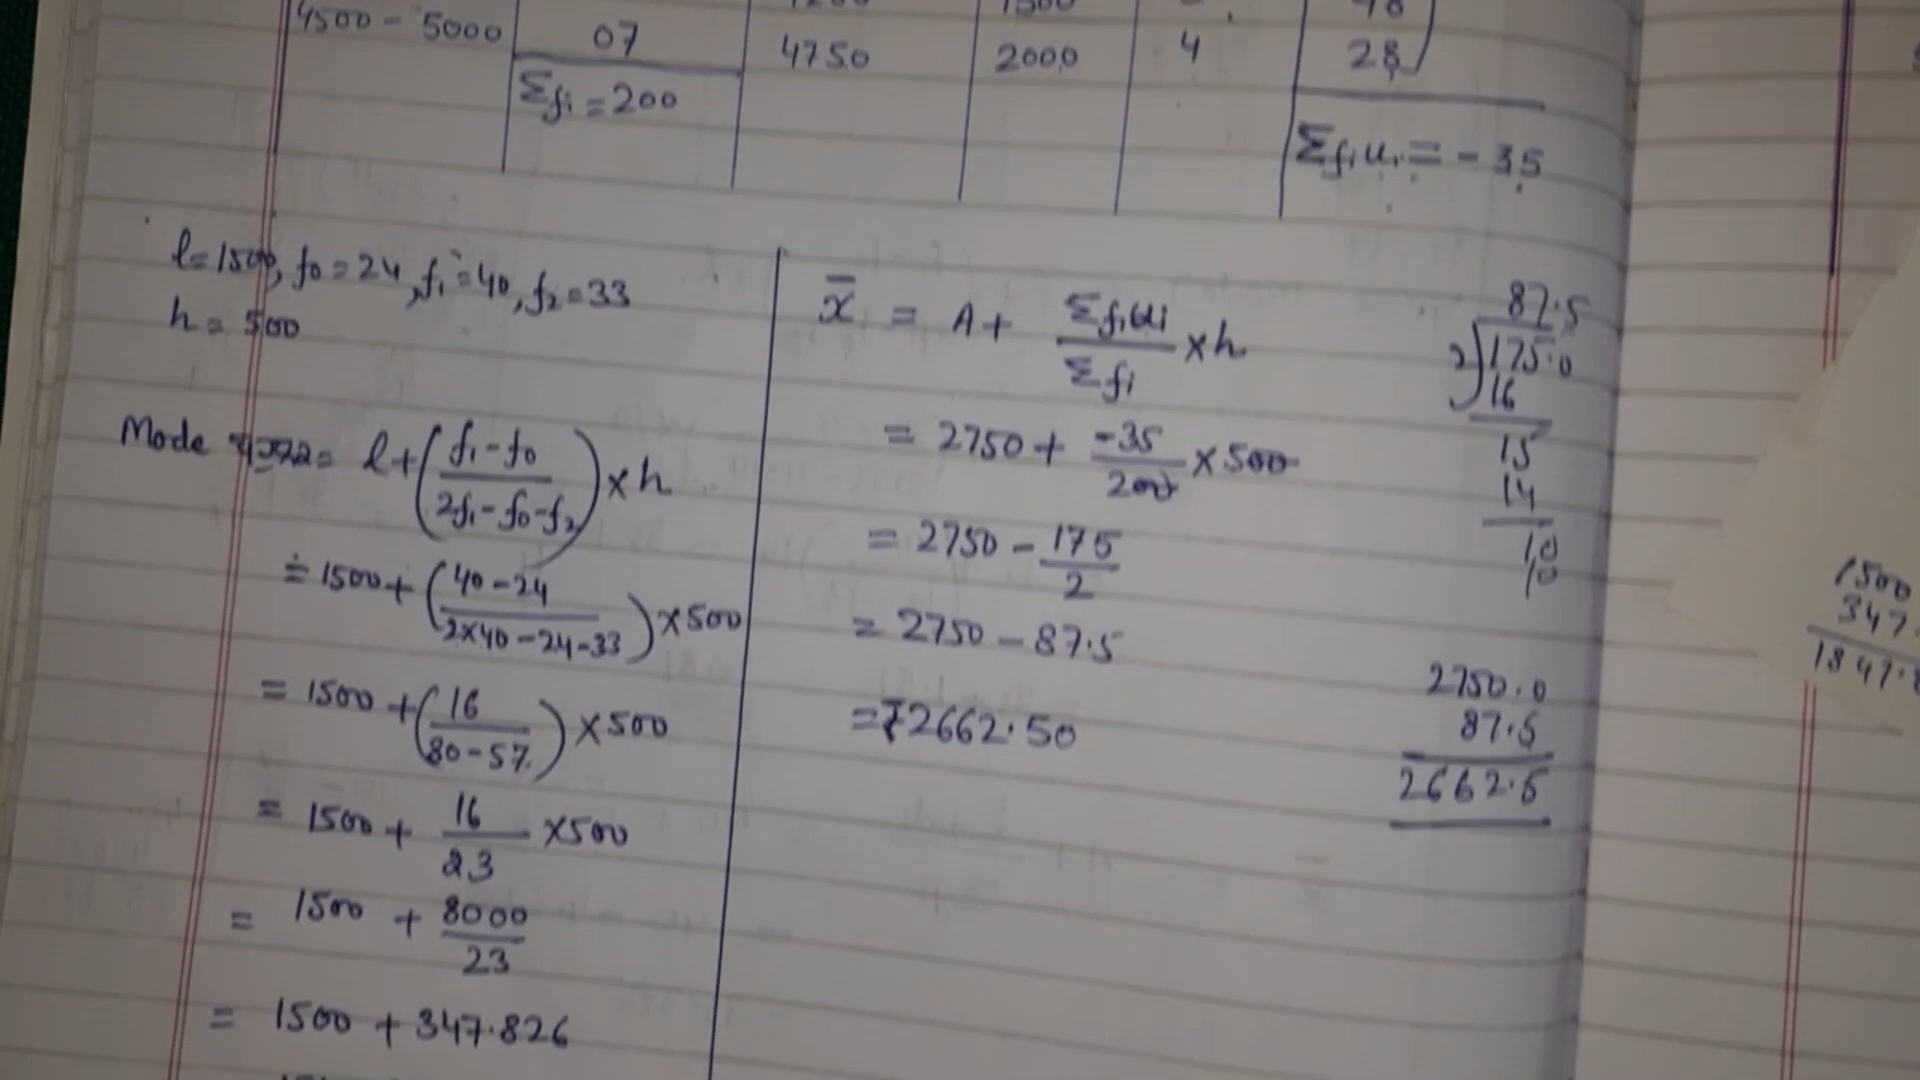 4500 - 5000 07 4750 2000 4 28
Σfi = 200
Σfiui = - 35
l = 1500, f0 = 24, f1 = 40, f2 = 33
h = 500
Mode = l + (f1 - f0 / 2f1 - f0 - f2) × h
= 1500 + (40 - 24 / 2×40 - 24 - 33) × 500
= 1500 + (16 / 80 - 57) × 500
= 1500 + 16/23 × 500
= 1500 + 8000/23
= 1500 + 347.826
x̄ = A + Σfiui/Σfi × h
= 2750 + -35/200 × 500
= 2750 - 175/2
= 2750 - 87.5
= ₹2662.50
87.5
2)175.0
16
15
14
10
10
2750.0
87.5
2662.5
1500
347.
1847.8